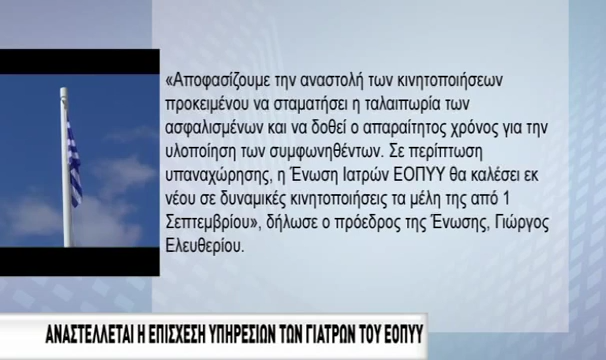 «Αποφασίζουμε την αναστολή των κινητοποιήσεων
προκειμένου να σταματήσει η ταλαιπωρία των
ασφαλισμένων και να δοθεί ο απαραίτητος χρόνος για την
υλοποίηση των συμφωνηθέντων. Σε περίπτωση
υπαναχώρησης, η Ένωση Ιατρών ΕΟΠΥΥ θα καλέσει εκ
νέου σε δυναμικές κινητοποιήσεις τα μέλη της από 1
Σεπτεμβρίου», δήλωσε ο πρόεδρος της Ένωσης, Γιώργος
Ελευθερίου.
ΑΝΑΣΤΕΛΛΕΤΑΙ Η ΕΠΙΣΧΕΣΗ ΥΠΗΡΕΣΙΩΝ ΤΩΝ ΓΙΑΤΡΩΝ ΤΟΥ ΕΟΠΥΥ